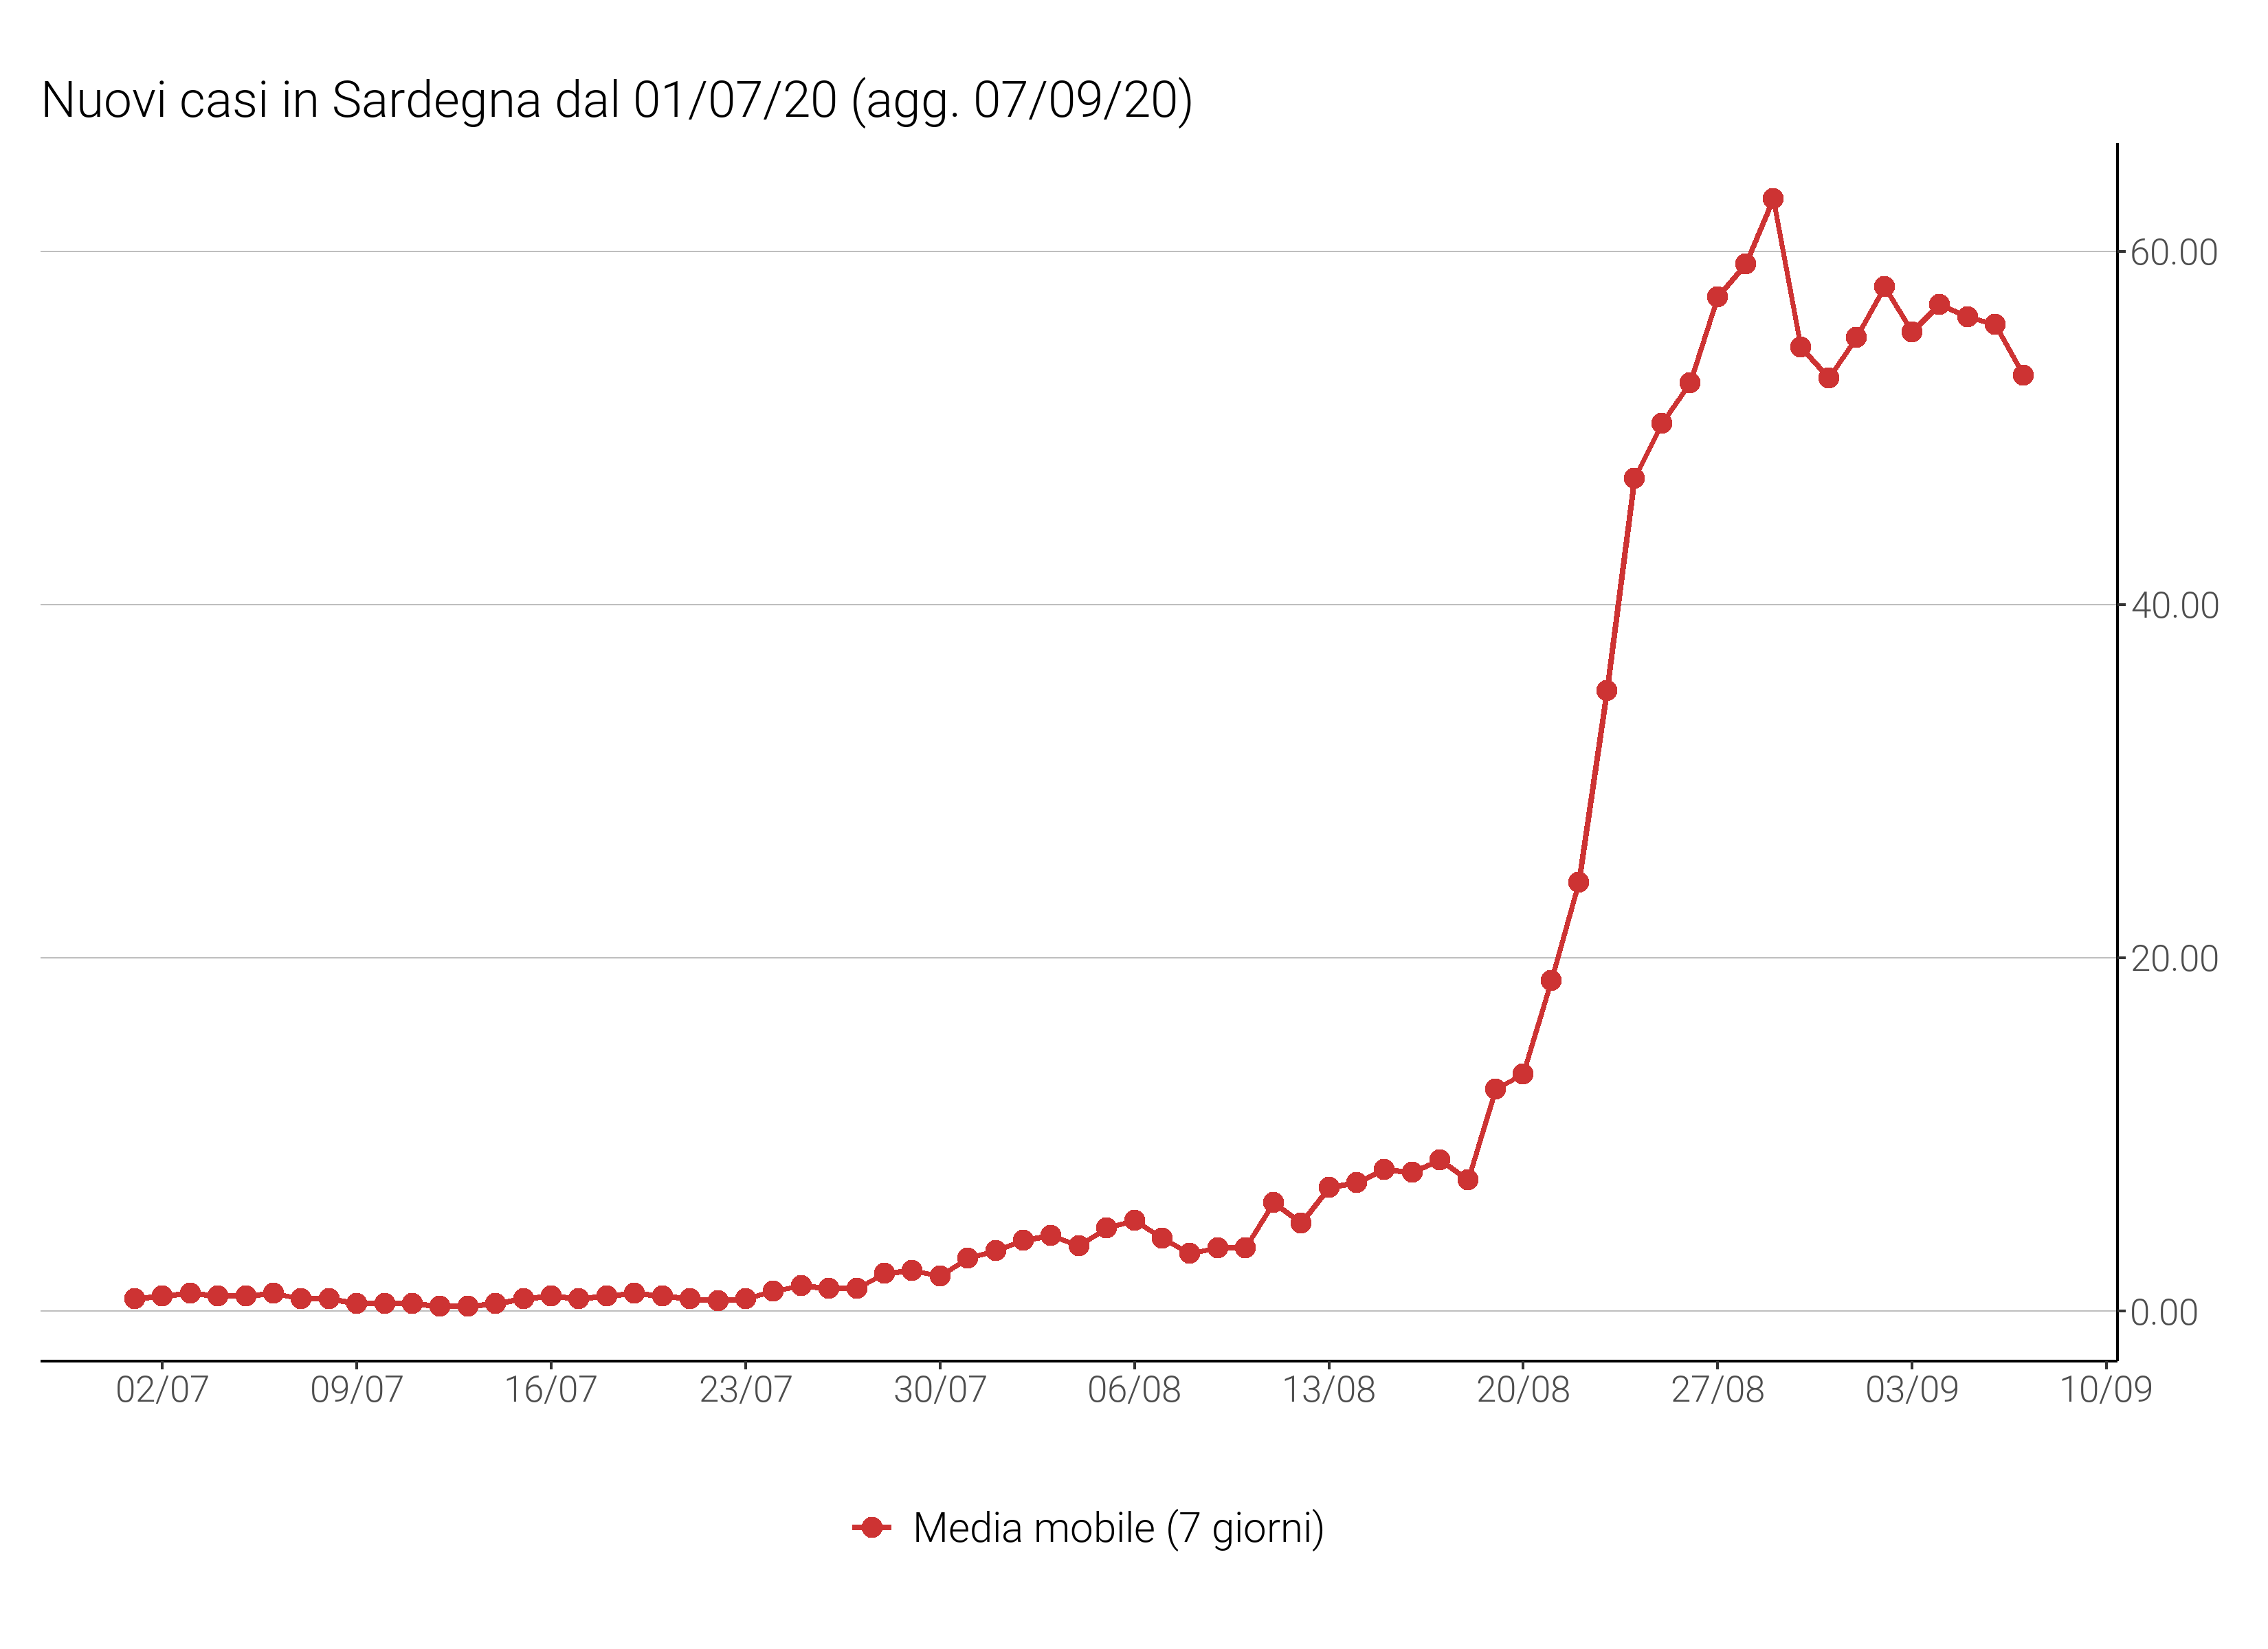 Nuovi casi in Sardegna dal 01/07/20 (agg. 07/09/20)
60.00
40.00
20.00
0.00
02/07 09/07 16/07 23/07 30/07 06/08 13/08 20/08 27/08 03/09 10/09
Media mobile (7 giorni)